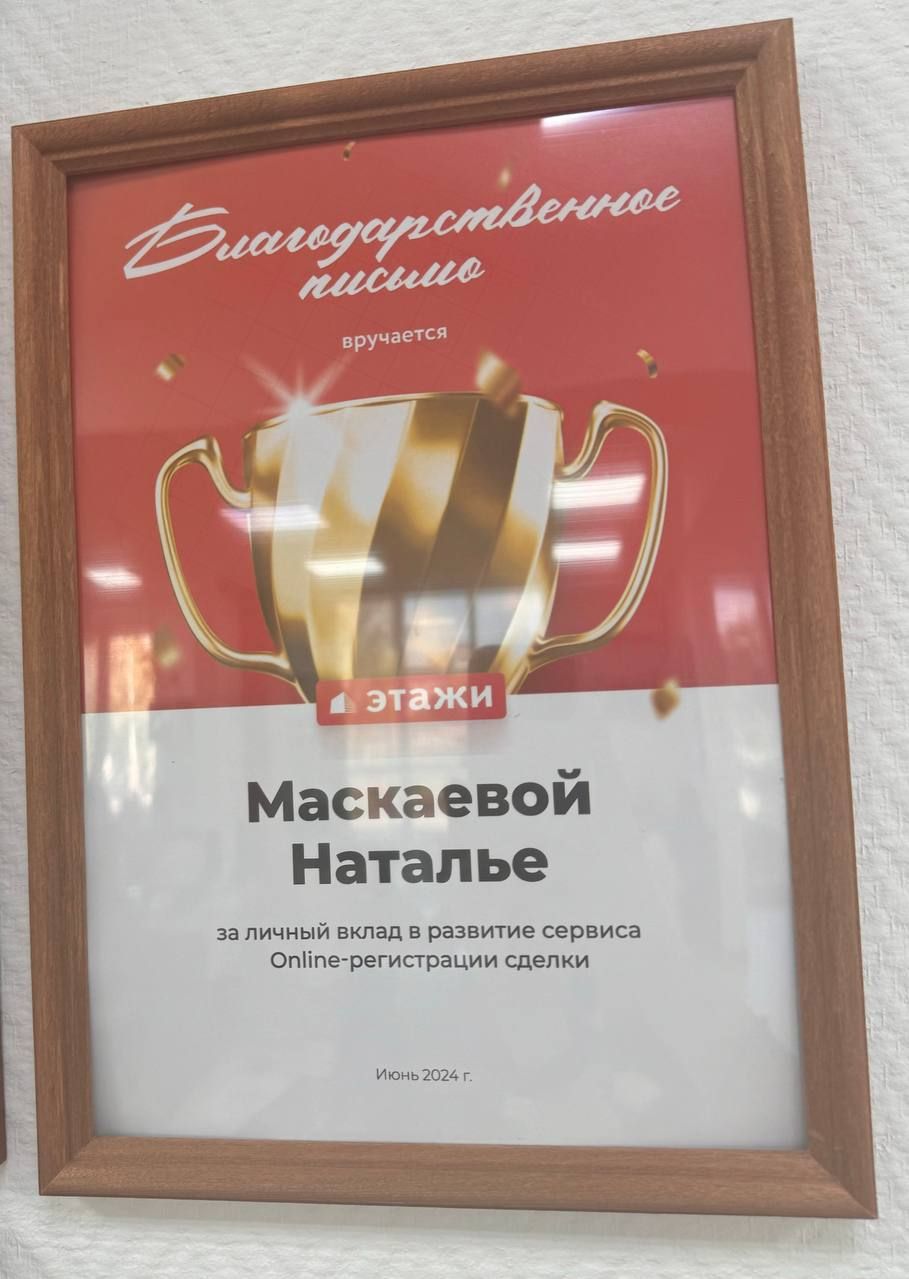 Благодарственное
письмо
вручается
этажи
Маскаевой
Наталье
за личный вклад в развитие сервиса
Online-регистрации сделки
Июнь 2024 г.